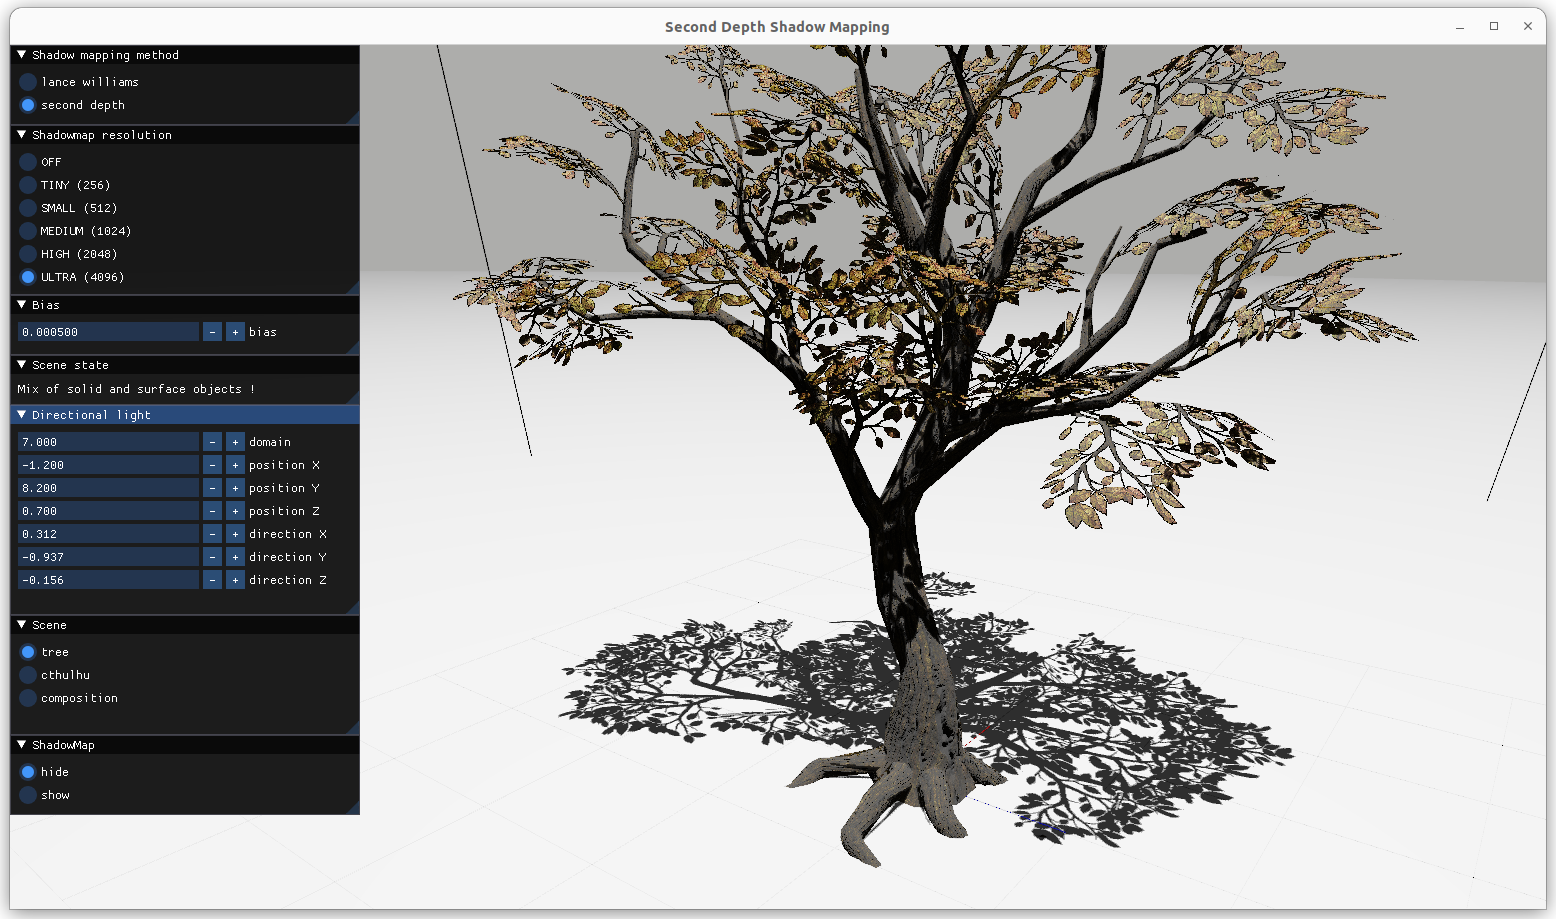 Second Depth Shadow Mapping
Shadow mapping method
lance williams
second depth
Shadowmap resolution
OFF
TINY (256)
SMALL (512)
MEDIUM (1024)
HIGH (2048)
ULTRA (4096)
Bias
0.000500 - + bias
Scene state
Mix of solid and surface objects !
Directional light
7.000 - + domain
-1.200 - + position X
8.200 - + position Y
0.700 - + position Z
0.312 - + direction X
-0.937 - + direction Y
-0.156 - + direction Z
Scene
tree
cthulhu
composition
ShadowMap
hide
show